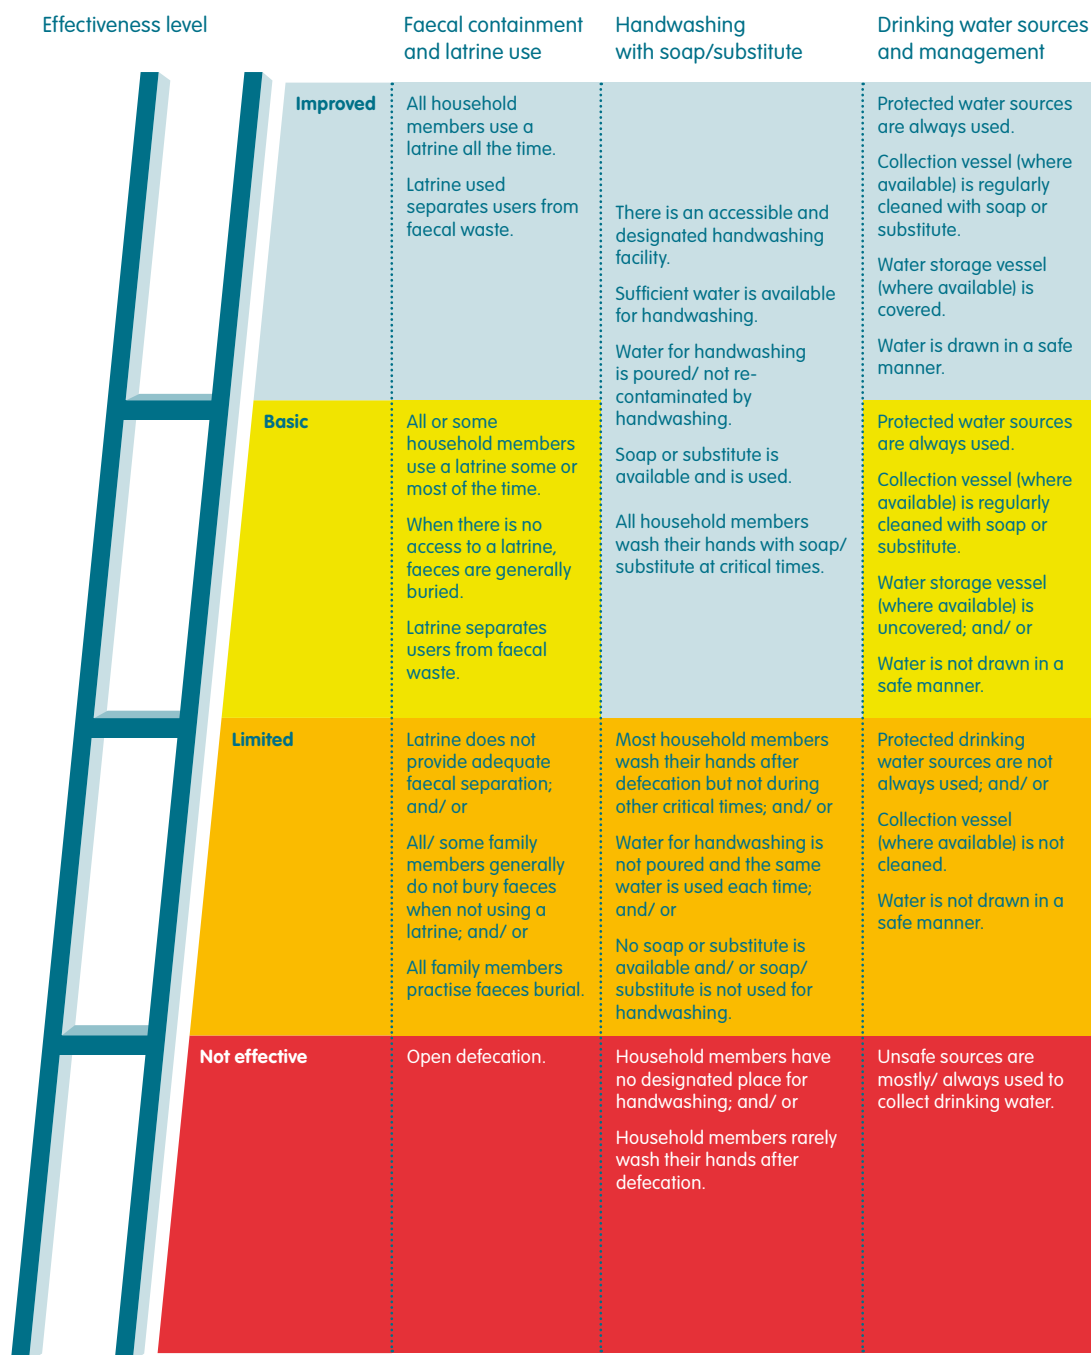 Effectiveness level
Faecal containment
and latrine use
Handwashing
with soap/substitute
Drinking water sources
and management
Improved
All household
members use a
latrine all the time.
Latrine used
separates users from
faecal waste.
There is an accessible and
designated handwashing
facility.
Sufficient water is available
for handwashing.
Water for handwashing
is poured/ not re-
contaminated by
handwashing.
Soap or substitute is
available and is used.
All household members
wash their hands with soap/
substitute at critical times.
Protected water sources
are always used.
Collection vessel (where
available) is regularly
cleaned with soap or
substitute.
Water storage vessel
(where available) is
covered.
Water is drawn in a safe
manner.
Basic
All or some
household members
use a latrine some or
most of the time.
When there is no
access to a latrine,
faeces are generally
buried.
Latrine separates
users from faecal
waste.
Protected water sources
are always used.
Collection vessel (where
available) is regularly
cleaned with soap or
substitute.
Water storage vessel
(where available) is
uncovered; and/ or
Water is not drawn in a
safe manner.
Limited
Latrine does not
provide adequate
faecal separation;
and/ or
All/ some family
members generally
do not bury faeces
when not using a
latrine; and/ or
All family members
practise faeces burial.
Most household members
wash their hands after
defecation but not during
other critical times; and/ or
Water for handwashing is
not poured and the same
water is used each time;
and/ or
No soap or substitute is
available and/ or soap/
substitute is not used for
handwashing.
Protected drinking
water sources are not
always used; and/ or
Collection vessel
(where available) is not
cleaned.
Water is not drawn in a
safe manner.
Not effective
Open defecation.
Household members have
no designated place for
handwashing; and/ or
Household members rarely
wash their hands after
defecation.
Unsafe sources are
mostly/ always used to
collect drinking water.